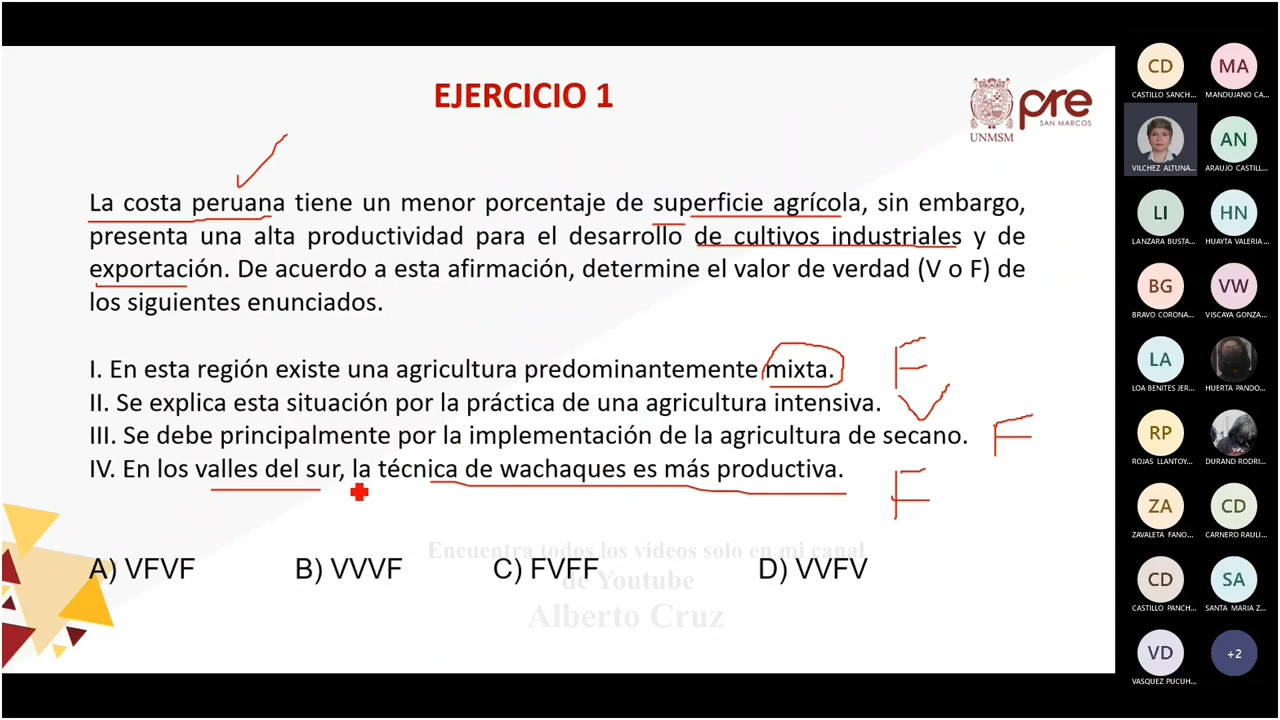 EJERCICIO 1
UNMSM
pre
SAN MARCOS
La costa peruana tiene un menor porcentaje de superficie agrícola, sin embargo,
presenta una alta productividad para el desarrollo de cultivos industriales y de
exportación. De acuerdo a esta afirmación, determine el valor de verdad (V o F) de
los siguientes enunciados.
I. En esta región existe una agricultura predominantemente mixta. F
II. Se explica esta situación por la práctica de una agricultura intensiva. V
III. Se debe principalmente por la implementación de la agricultura de secano. F
IV. En los valles del sur, la técnica de wachaques es más productiva. F
Encuentra todos los videos solo en mi canal
de Youtube
Alberto Cruz
A) VFVF B) VVVF C) FVFF D) VVFV
CD MA
CASTILLO SANCH... MANDUJANO CA...
AN
VILCHEZ ALTUNA... ARAUJO CASTILL...
LI HN
LANZARA BUSTA... HUAYTA VALERIA...
BG VW
BRAVO CORONA... VISCAYA GONZA...
LA
LOA BENITES JER... HUERTA PANDO...
RP
ROJAS LLANTOY... DURAND RODRI...
ZA CD
ZAVALETA FANO... CARNERO RAULI...
CD SA
CASTILLO PANCH... SANTA MARIA Z...
VD +2
VASQUEZ PUCUH...